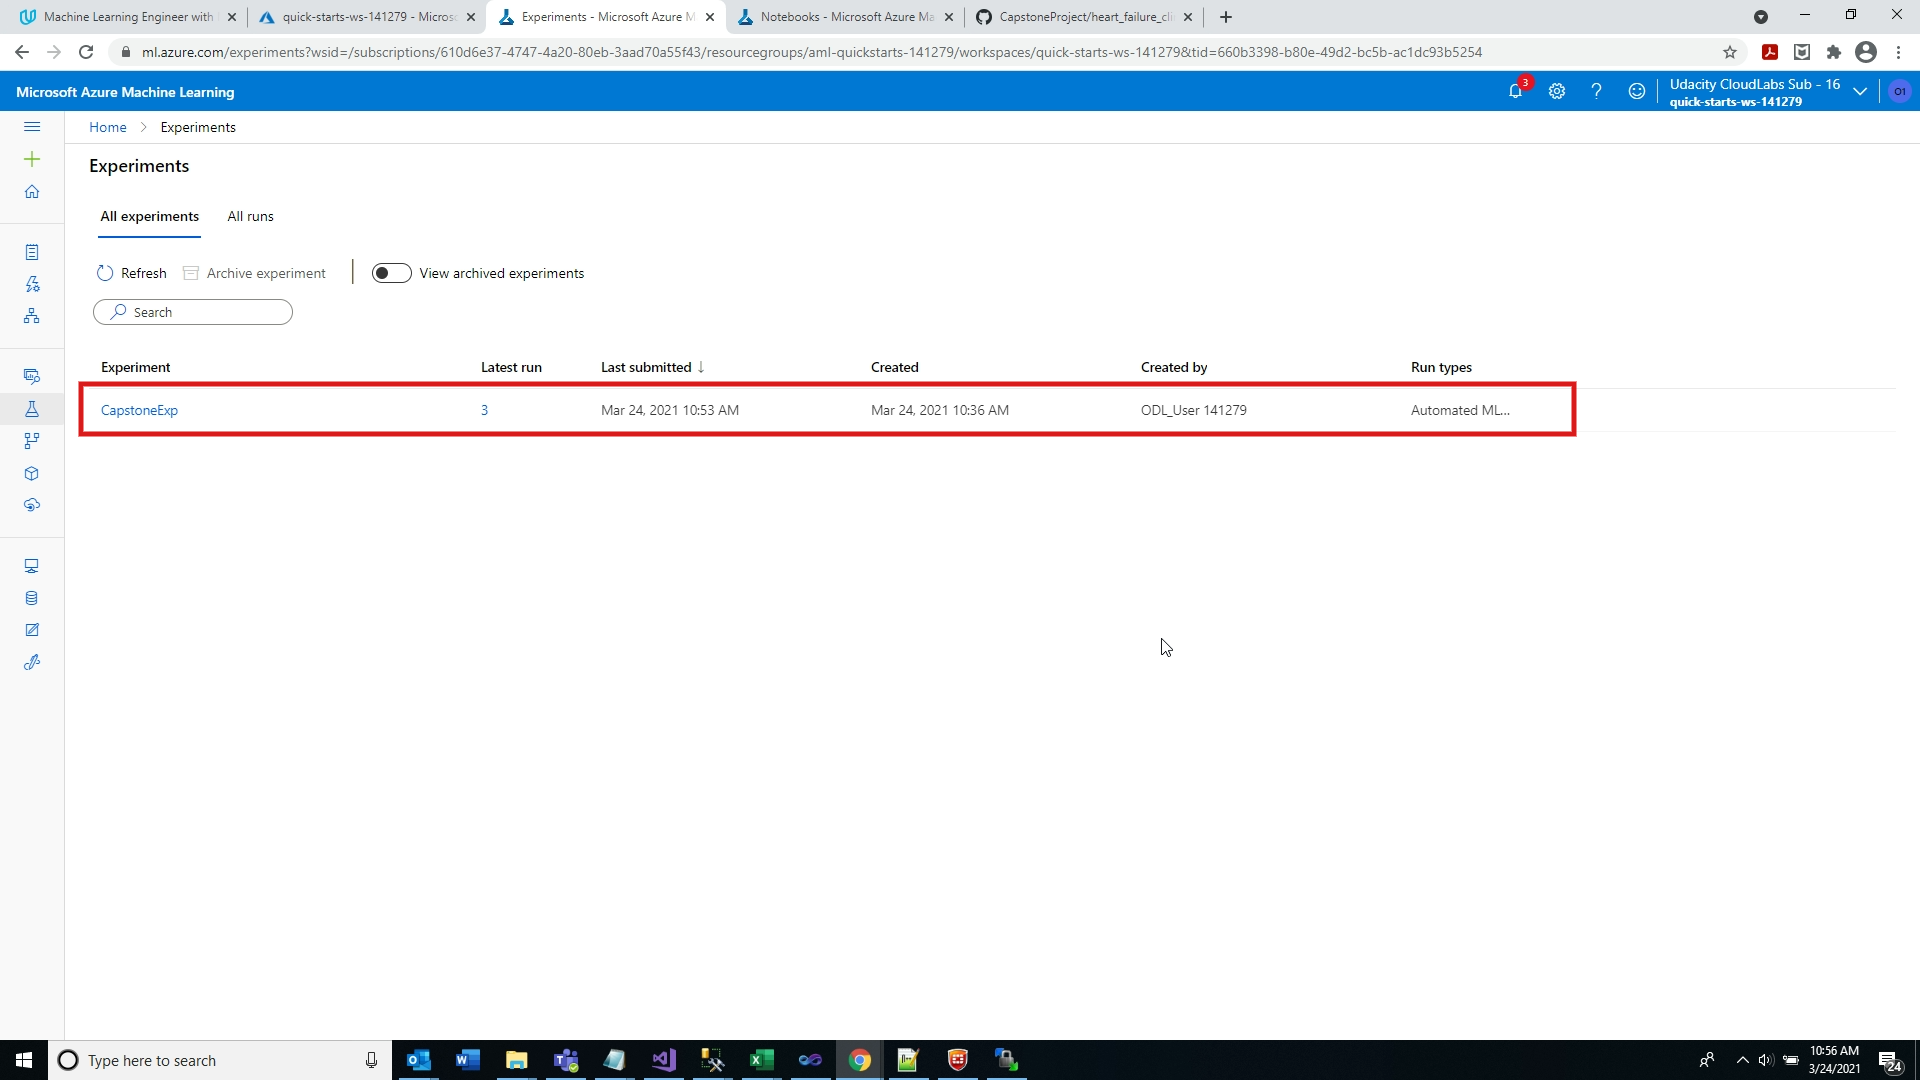 Machine Learning Engineer with
quick-starts-ws-141279 - Micros
Experiments - Microsoft Azure M
Notebooks - Microsoft Azure Ma
CapstoneProject/heart_failure_cli
ml.azure.com/experiments?wsid=/subscriptions/610d6e37-4747-4a20-80eb-3aad70a55f43/resourcegroups/aml-quickstarts-141279/workspaces/quick-starts-ws-141279&tid=660b3398-b80e-49d2-bc5b-ac1dc93b5254
Microsoft Azure Machine Learning
3
Udacity CloudLabs Sub - 16
quick-starts-ws-141279
O1
Home > Experiments
Experiments
All experiments All runs
Refresh Archive experiment View archived experiments
Search
Experiment Latest run Last submitted ↓ Created Created by Run types
CapstoneExp 3 Mar 24, 2021 10:53 AM Mar 24, 2021 10:36 AM ODL_User 141279 Automated ML...
Type here to search
10:56 AM
3/24/2021
24